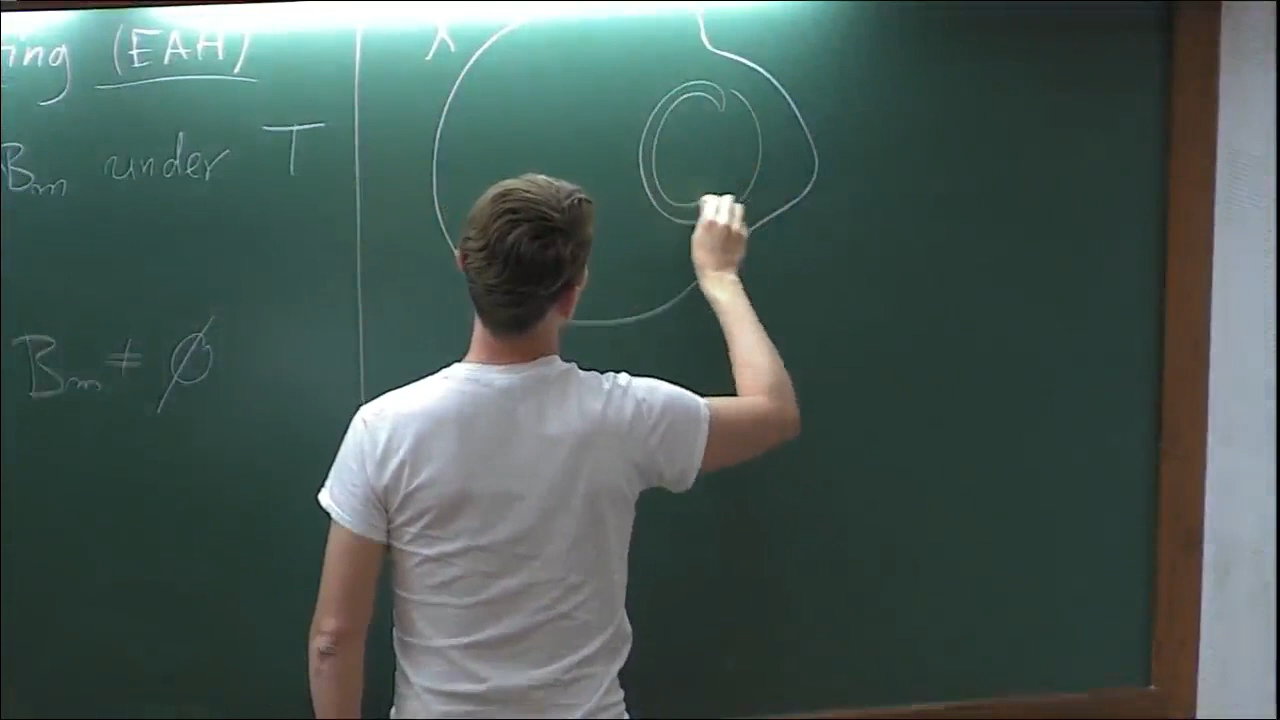 ing (EAH)
Bm under T
Bm ≠ ∅
X